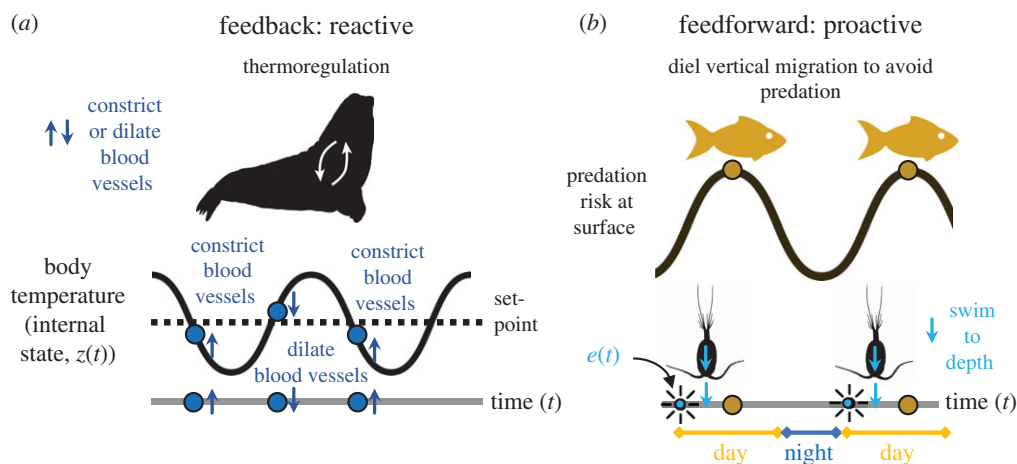 (a)
feedback: reactive
thermoregulation
constrict
or dilate
blood
vessels
constrict
blood
vessels
constrict
blood
vessels
body
temperature
(internal
state, z(t))
set-
point
dilate
blood vessels
time (t)
(b)
feedforward: proactive
diel vertical migration to avoid
predation
predation
risk at
surface
e(t)
swim
to
depth
time (t)
day
night
day